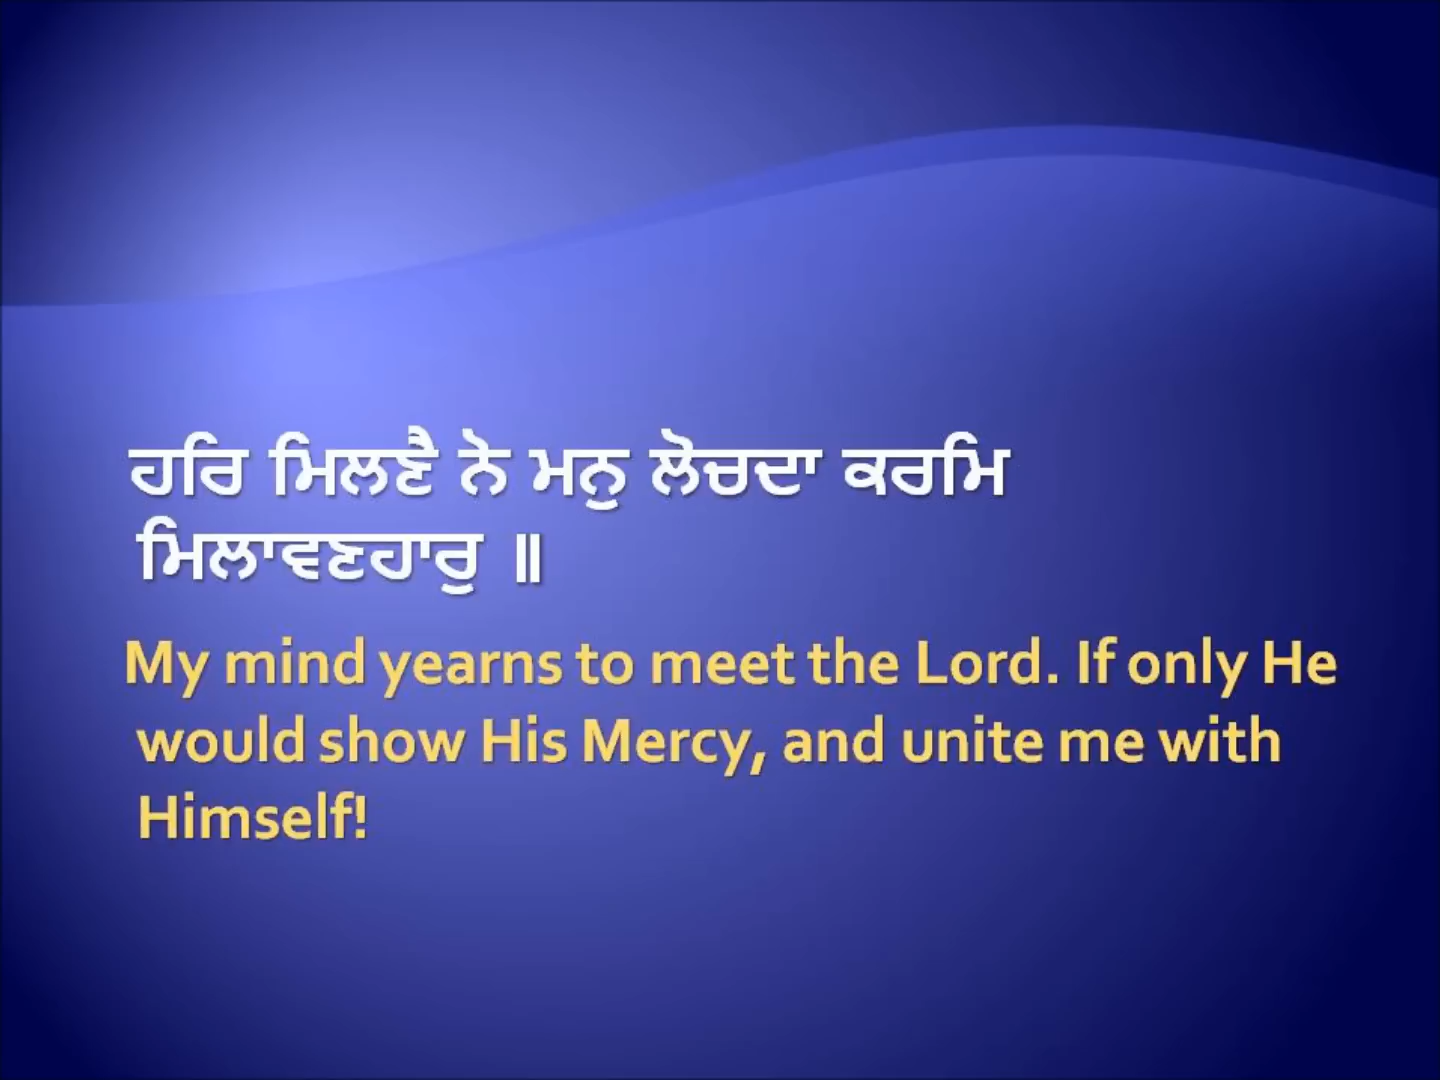 ਹਰਿ ਮਿਲਣੈ ਨੋ ਮਨੁ ਲੋਚਦਾ ਕਰਮਿ
ਮਿਲਾਵਣਹਾਰੁ ॥
My mind yearns to meet the Lord. If only He
would show His Mercy, and unite me with
Himself!